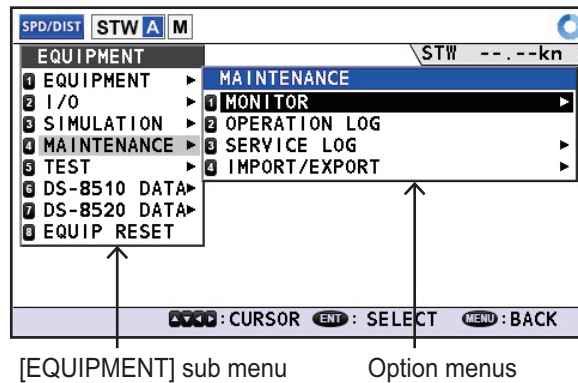 SPD/DIST STW A M
EQUIPMENT
STW --.--kn
1 EQUIPMENT ▶
2 I/O ▶
3 SIMULATION ▶
4 MAINTENANCE ▶
5 TEST ▶
6 DS-8510 DATA▶
7 DS-8520 DATA▶
8 EQUIP RESET
MAINTENANCE
1 MONITOR ▶
2 OPERATION LOG
3 SERVICE LOG ▶
4 IMPORT/EXPORT ▶
▲▼◀▶: CURSOR ENT: SELECT MENU: BACK
[EQUIPMENT] sub menu
Option menus